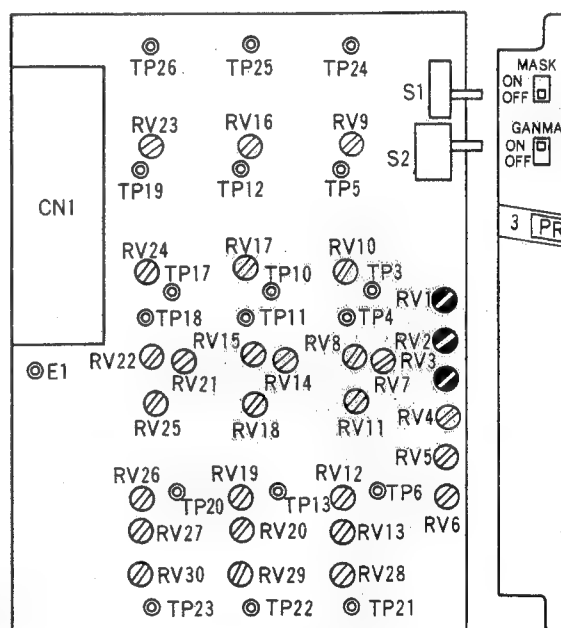 TP26 TP25 TP24
S1
MASK
ON
OFF
RV23 RV16 RV9
S2
GANMA
ON
OFF
TP19 TP12 TP5
CN1
3 PR
RV24 RV17 RV10
TP17 TP10 TP3
RV1
TP18 TP11 TP4
RV15 RV8 RV2
RV22 RV3
E1
RV21 RV14 RV7
RV25 RV18 RV11 RV4
RV5
RV26 RV19 RV12
TP20 TP13 TP6
RV6
RV27 RV20 RV13
RV30 RV29 RV28
TP23 TP22 TP21